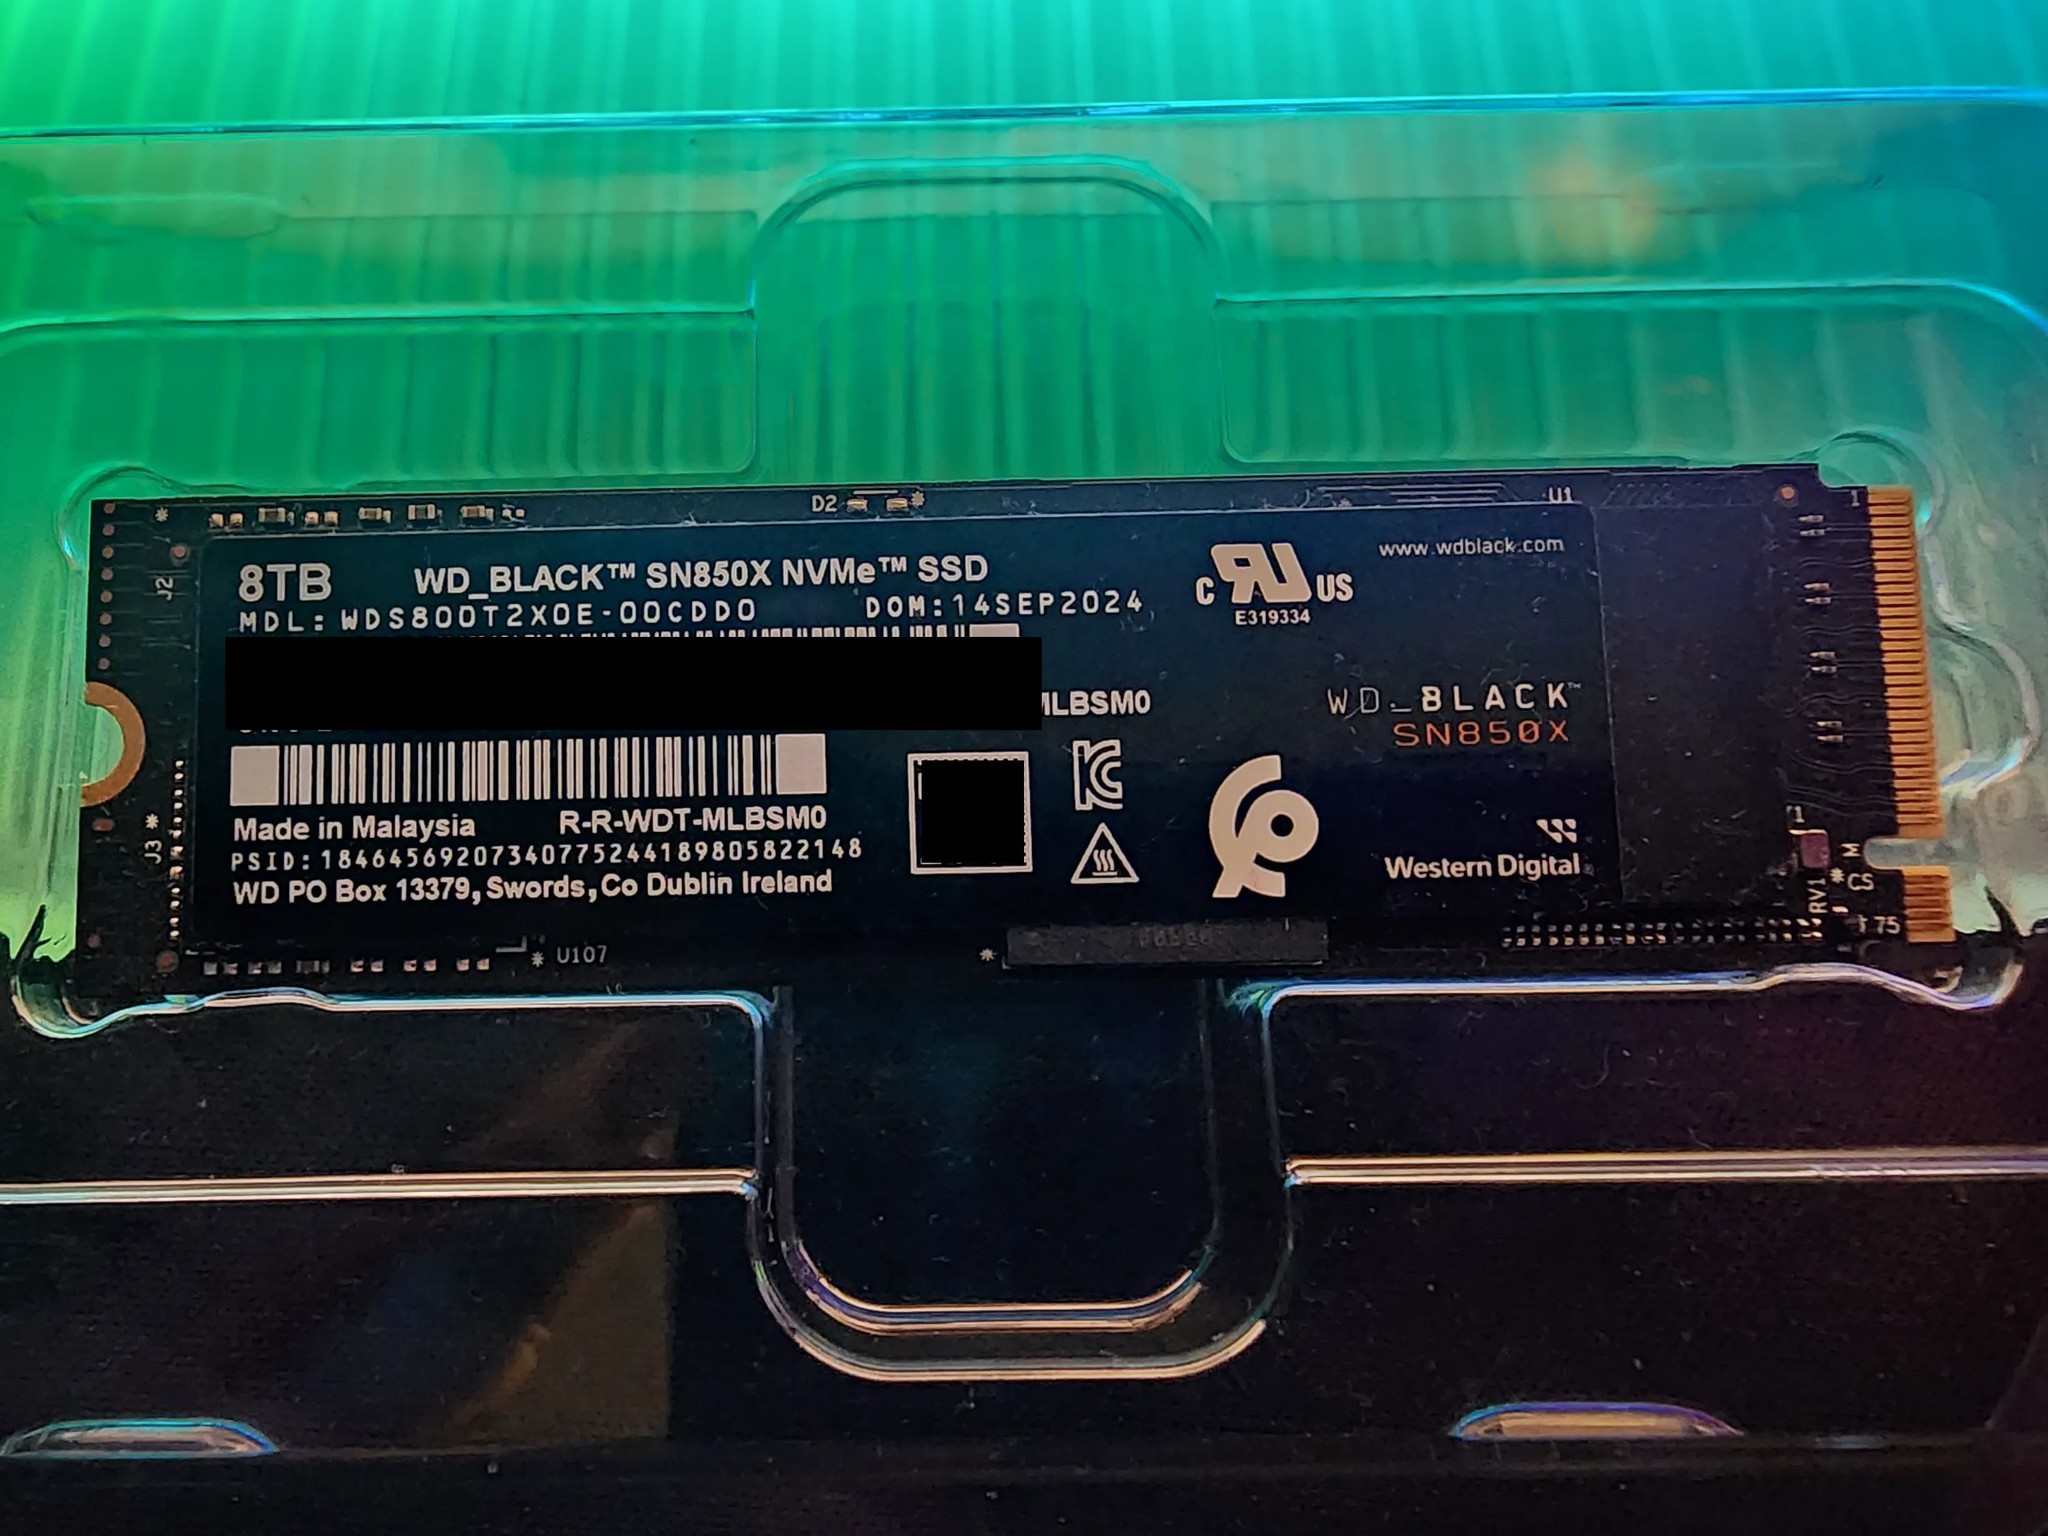 D2
U1
1
J2
8TB WD_BLACK™ SN850X NVMe™ SSD
MDL: WDS800T2X0E-00CDD0 DOM:14SEP2024
C US
E319334
www.wdblack.com
MLBSM0
WD_BLACK™
SN850X
Made in Malaysia R-R-WDT-MLBSM0
PSID:18464569207340775244189805822148
WD PO Box 13379, Swords, Co Dublin Ireland
Western Digital
J3
RV1
M
CS
75
U107